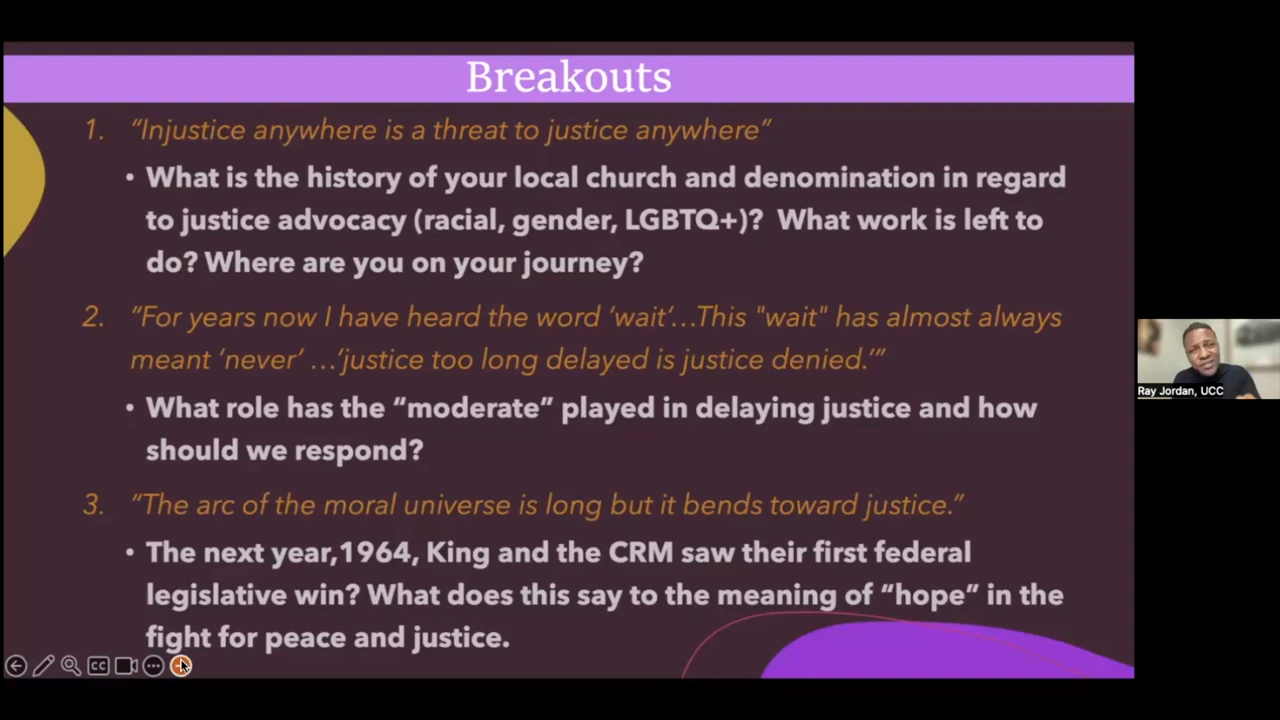 Breakouts
1. “Injustice anywhere is a threat to justice anywhere“
• What is the history of your local church and denomination in regard
to justice advocacy (racial, gender, LGBTQ+)?  What work is left to
do? Where are you on your journey?
2. “For years now I have heard the word ‘wait’…This "wait" has almost always
meant ‘never’ …‘justice too long delayed is justice denied.’”
• What role has the “moderate” played in delaying justice and how
should we respond?
3. “The arc of the moral universe is long but it bends toward justice.”
• The next year,1964, King and the CRM saw their first federal
legislative win? What does this say to the meaning of “hope” in the
fight for peace and justice.
CC
Ray Jordan, UCC